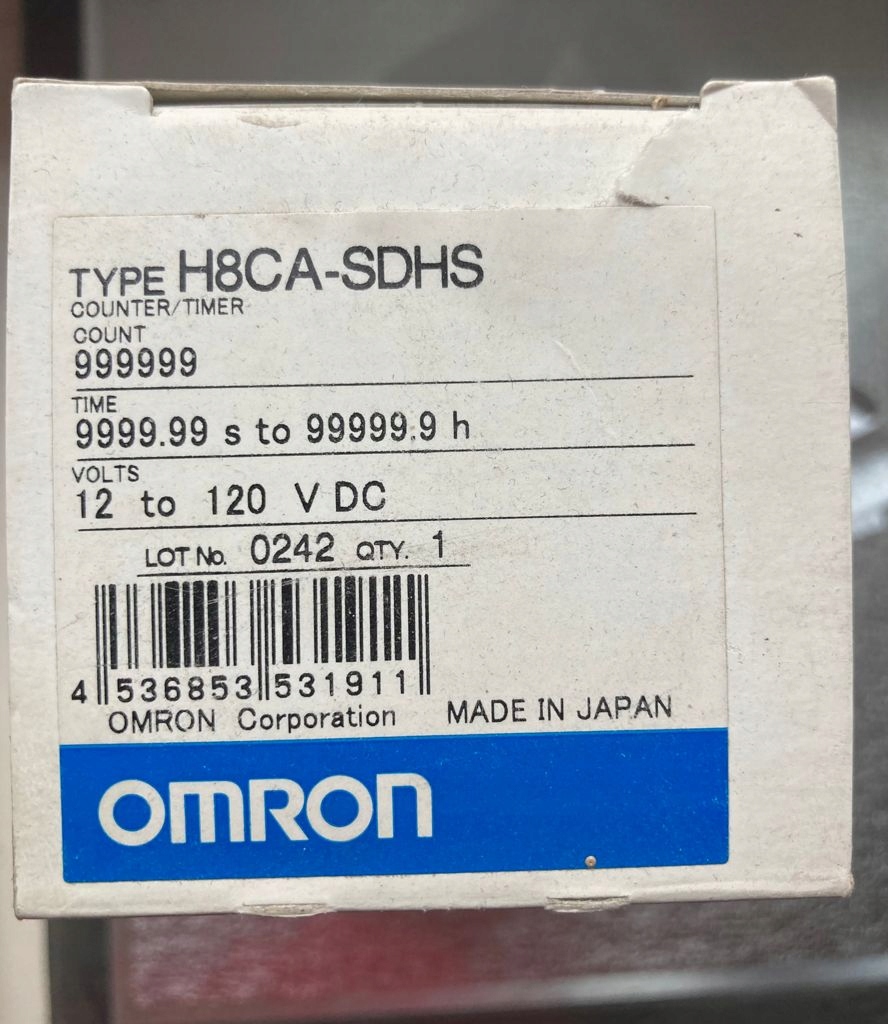 TYPE H8CA-SDHS
COUNTER/TIMER
COUNT
999999
TIME
9999.99 s to 99999.9 h
VOLTS
12 to 120 V DC
LOT No. 0242 QTY. 1
4 536853 531911
OMRON Corporation MADE IN JAPAN
OMRON